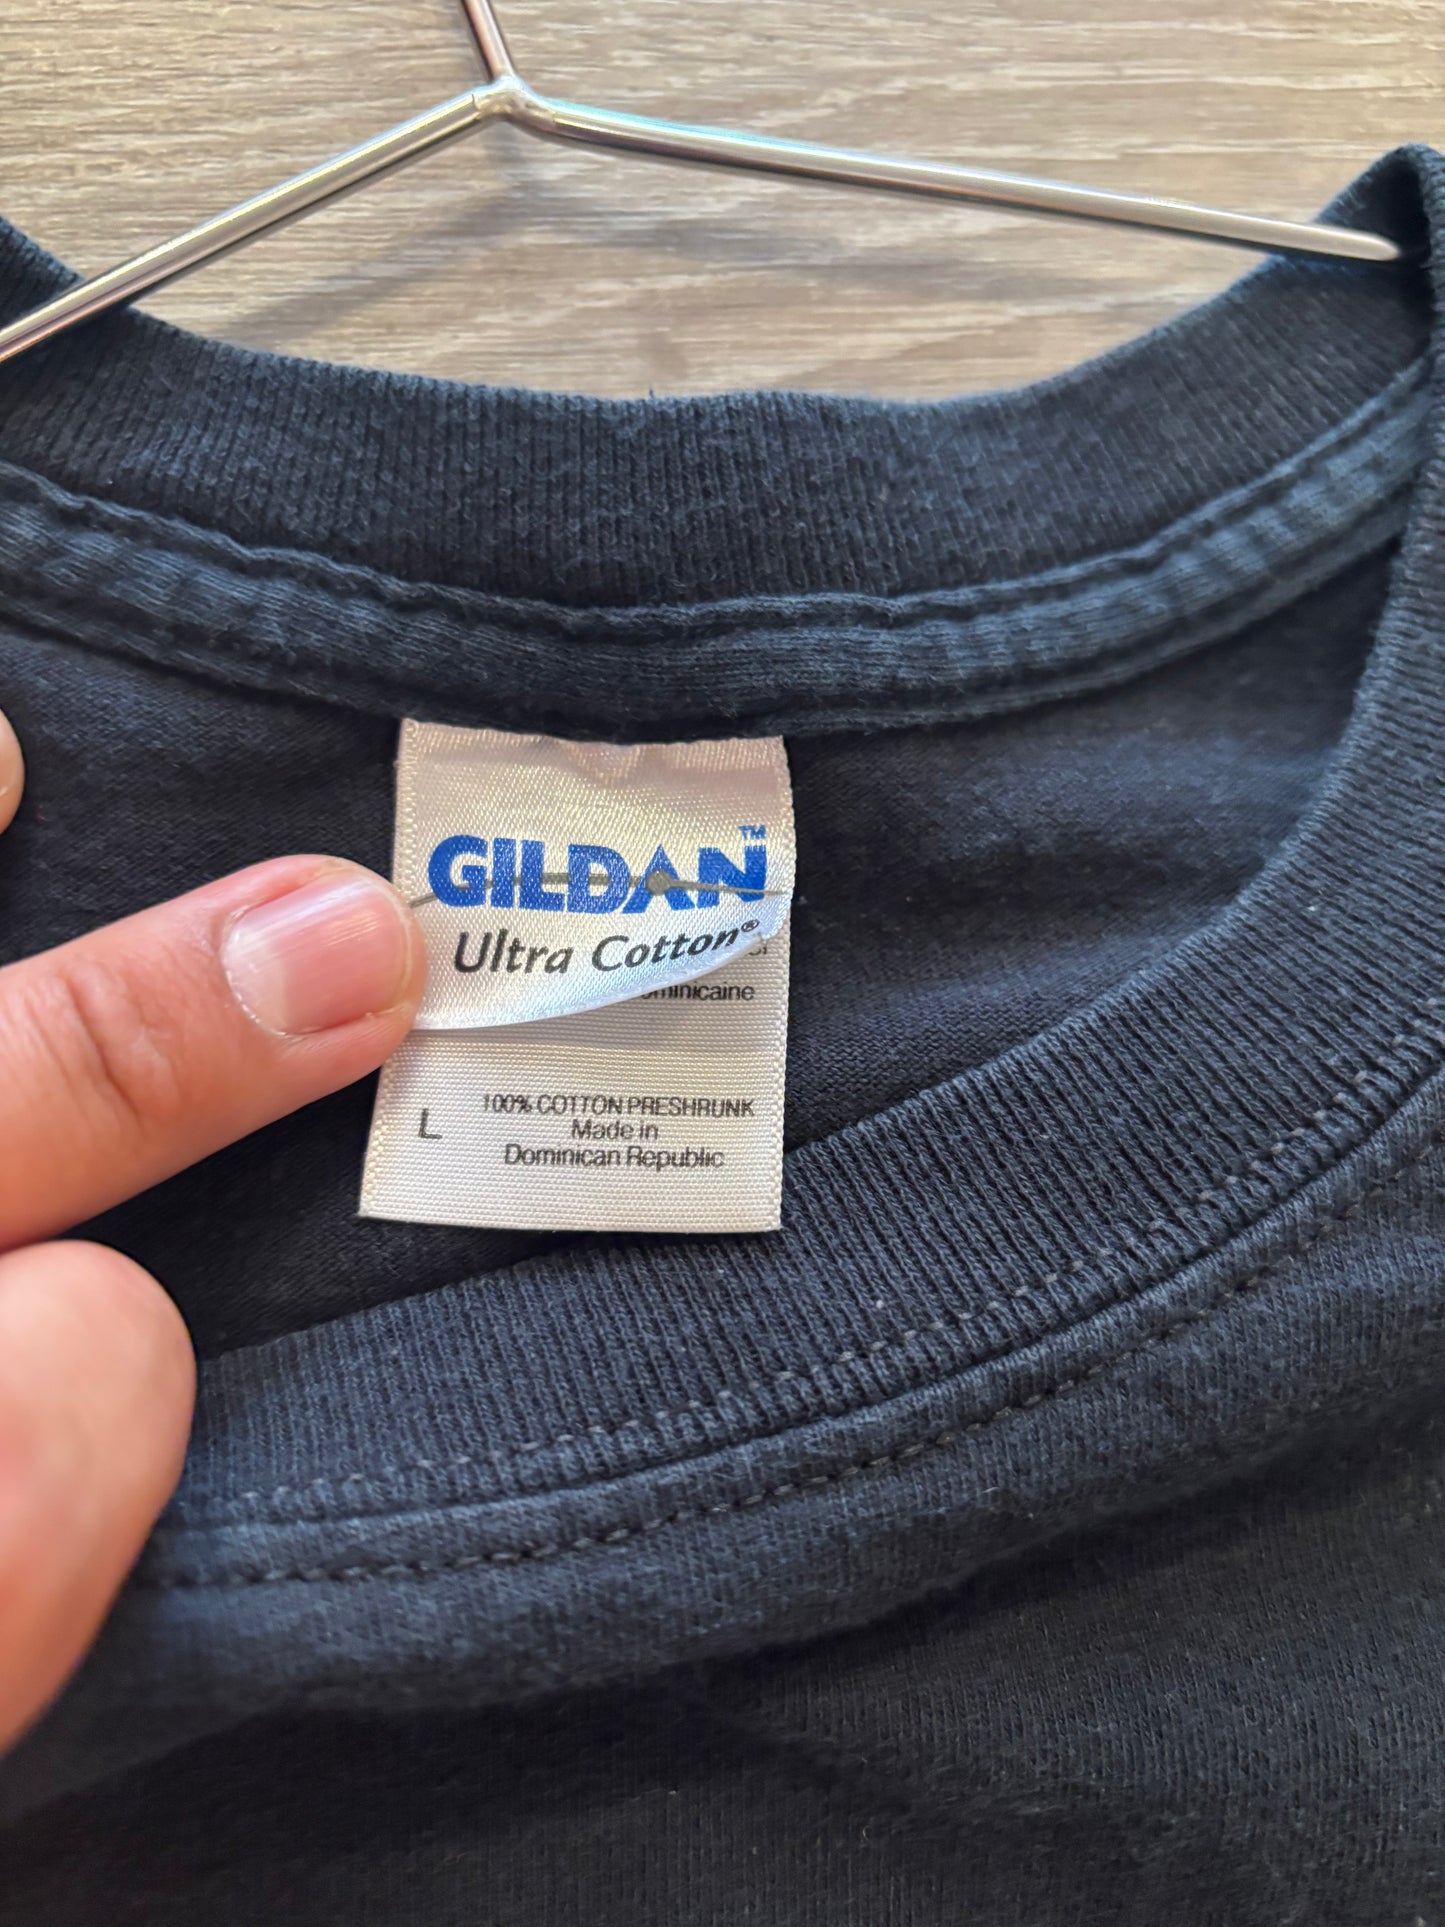 GILDAN™
Ultra Cotton®
100% COTTON PRESHRUNK
L
Made in
Dominican Republic